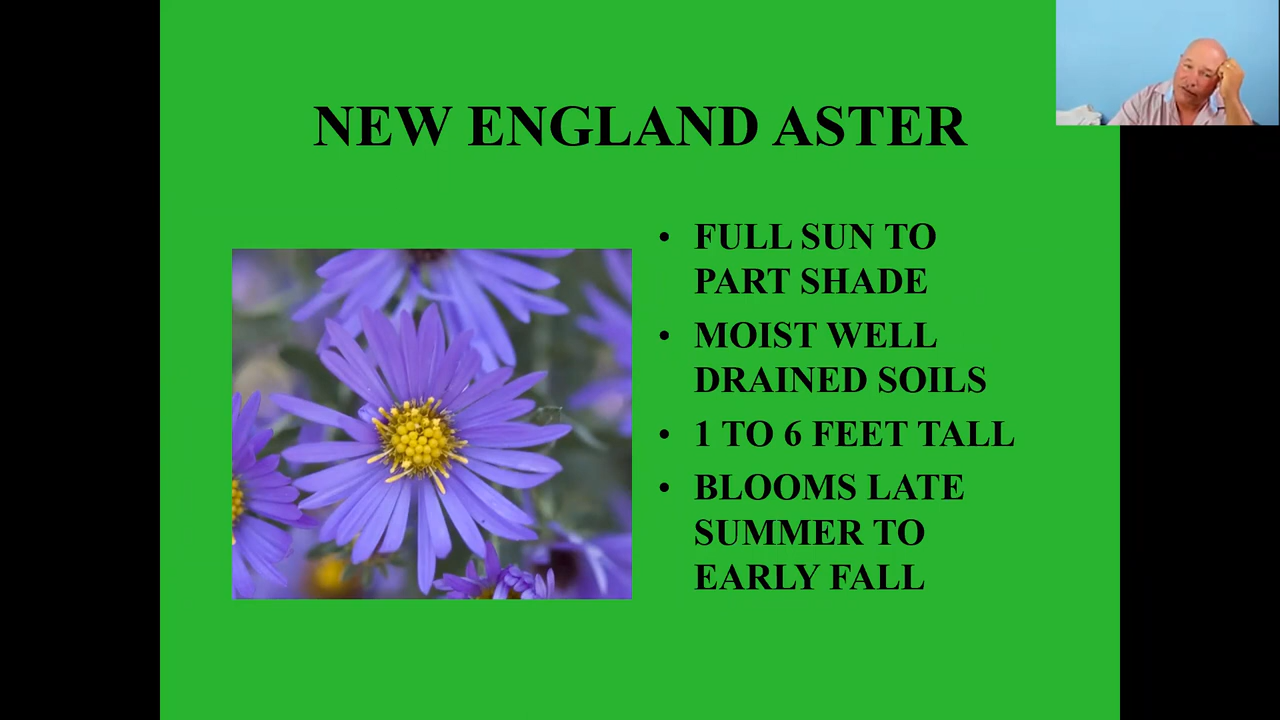 NEW ENGLAND ASTER
• FULL SUN TO
PART SHADE
• MOIST WELL
DRAINED SOILS
• 1 TO 6 FEET TALL
• BLOOMS LATE
SUMMER TO
EARLY FALL